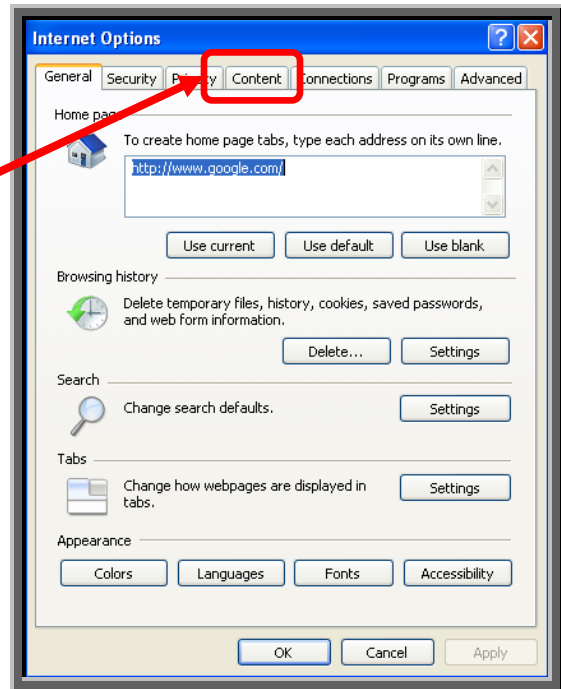 Internet Options
General Security Privacy Content Connections Programs Advanced
Home page
To create home page tabs, type each address on its own line.
http://www.google.com/
Use current Use default Use blank
Browsing history
Delete temporary files, history, cookies, saved passwords,
and web form information.
Delete... Settings
Search
Change search defaults. Settings
Tabs
Change how webpages are displayed in
tabs.
Settings
Appearance
Colors Languages Fonts Accessibility
OK Cancel Apply